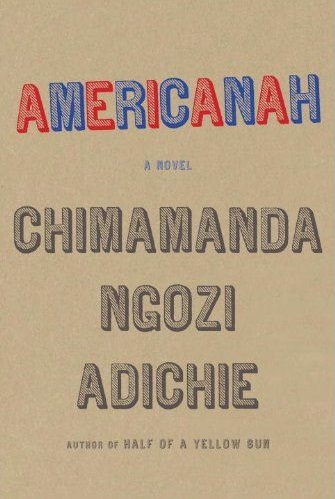 AMERICANAH
A NOVEL
CHIMAMANDA
NGOZI
ADICHIE
AUTHOR OF HALF OF A YELLOW SUN